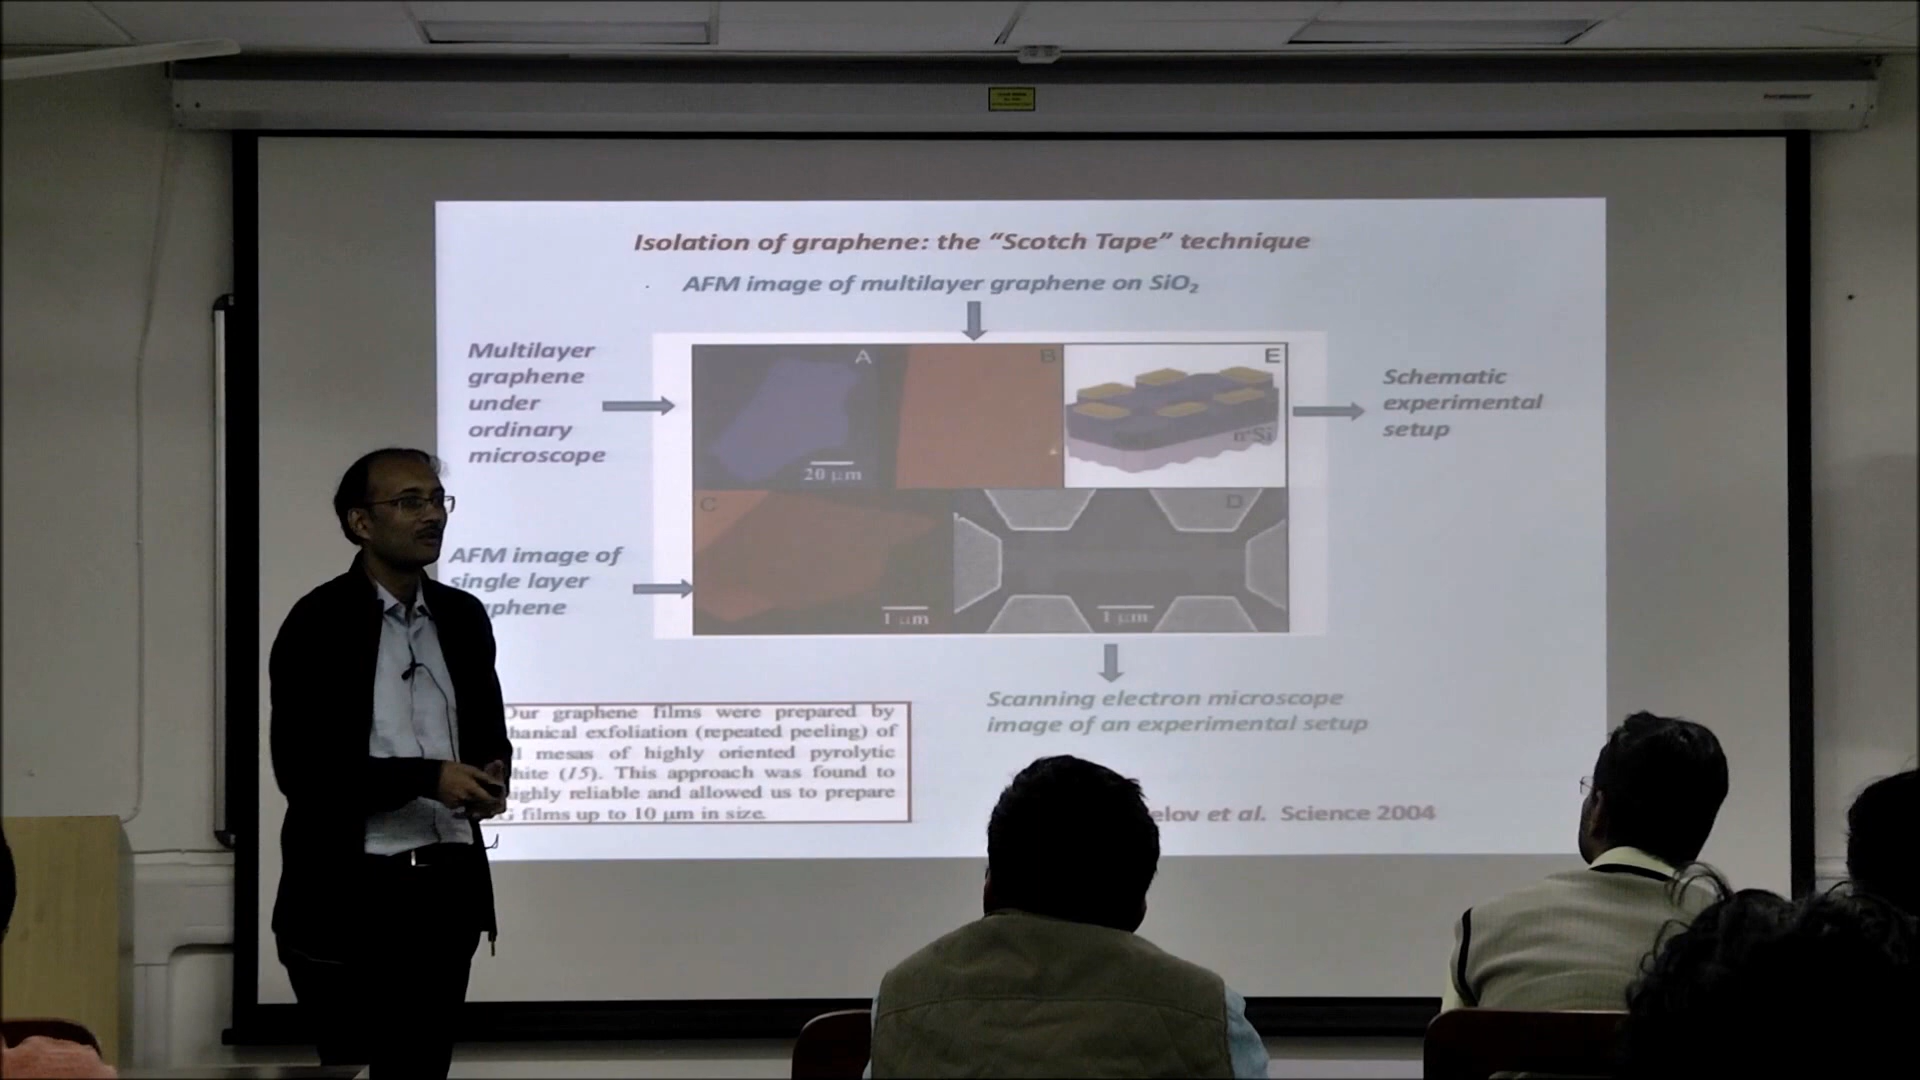 Isolation of graphene: the “Scotch Tape” technique
AFM image of multilayer graphene on SiO₂
Multilayer
graphene
under
ordinary
microscope
A
20 µm
B
E
n⁺Si
Schematic
experimental
setup
AFM image of
single layer
aphene
C
1 µm
D
1 µm
Scanning electron microscope
image of an experimental setup
Our graphene films were prepared by
hanical exfoliation (repeated peeling) of
l mesas of highly oriented pyrolytic
hite (15). This approach was found to
ighly reliable and allowed us to prepare
G films up to 10 µm in size.
elov et al. Science 2004